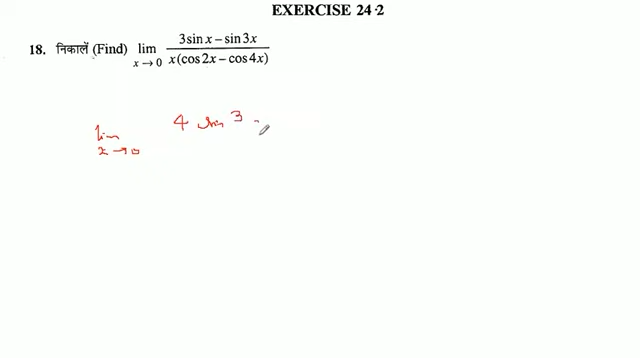 EXERCISE 24·2
18. निकालें (Find) lim x→0 (3 sin x − sin 3x) / (x(cos 2x − cos 4x))
lim x→0 4 sin 3